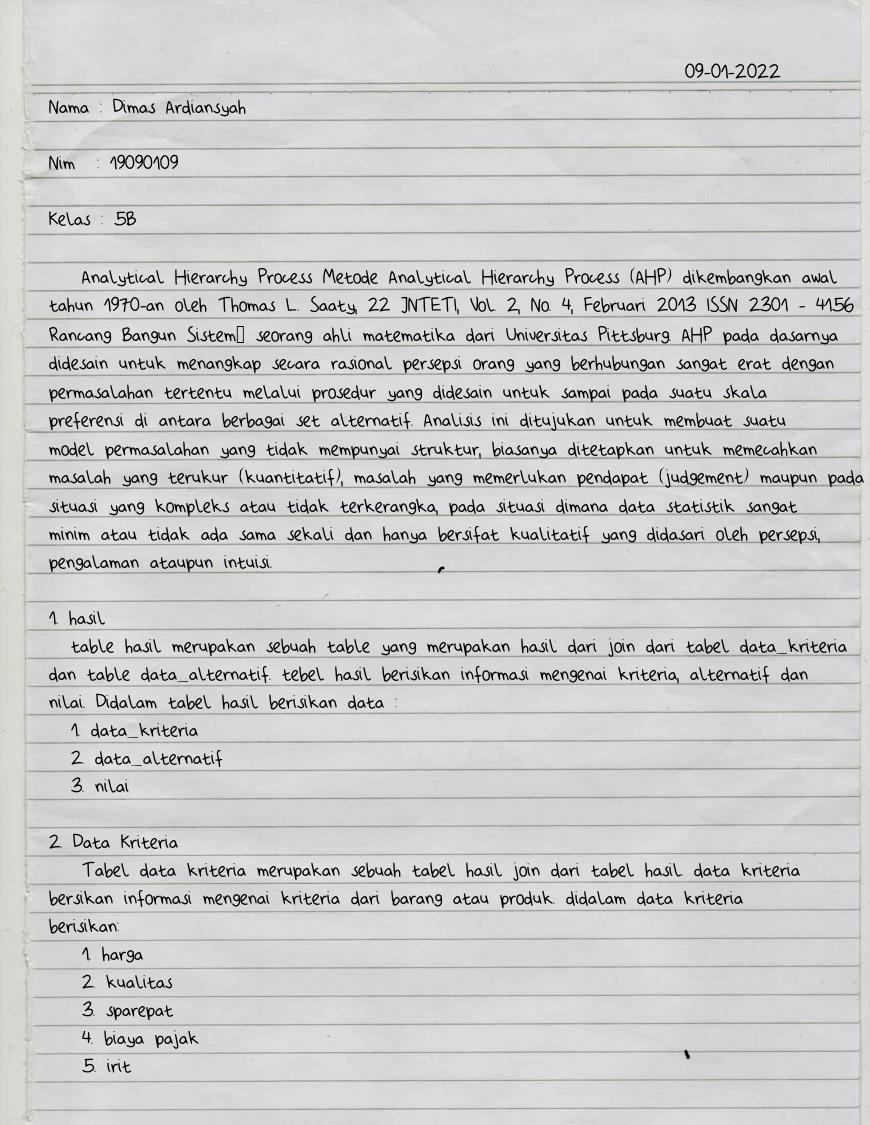 09-01-2022
Nama : Dimas Ardiansyah
Nim : 19090109
Kelas : 5B
Analytical Hierarchy Process Metode Analytical Hierarchy Process (AHP) dikembangkan awal
tahun 1970-an oleh Thomas L. Saaty, 22 JNTETI, Vol. 2, No. 4, Februari 2013 ISSN 2301 - 4156
Rancang Bangun Sistem▯ seorang ahli matematika dari Universitas Pittsburg. AHP pada dasarnya
didesain untuk menangkap secara rasional persepsi orang yang berhubungan sangat erat dengan
permasalahan tertentu melalui prosedur yang didesain untuk sampai pada suatu skala
preferensi di antara berbagai set alternatif. Analisis ini ditujukan untuk membuat suatu
model permasalahan yang tidak mempunyai struktur, biasanya ditetapkan untuk memecahkan
masalah yang terukur (kuantitatif), masalah yang memerlukan pendapat (judgement) maupun pada
situasi yang kompleks atau tidak terkerangka, pada situasi dimana data statistik sangat
minim atau tidak ada sama sekali dan hanya bersifat kualitatif yang didasari oleh persepsi,
pengalaman ataupun intuisi.
1. hasil
table hasil merupakan sebuah table yang merupakan hasil dari join dari tabel data_kriteria
dan table data_alternatif. tebel hasil berisikan informasi mengenai kriteria, alternatif dan
nilai. Didalam tabel hasil berisikan data :
1. data_kriteria
2. data_alternatif
3. nilai
2. Data Kriteria
Tabel data kriteria merupakan sebuah tabel hasil join dari tabel hasil data kriteria
bersikan informasi mengenai kriteria dari barang atau produk. didalam data kriteria
berisikan:
1. harga
2. kualitas
3. sparepat
4. biaya pajak
5. irit